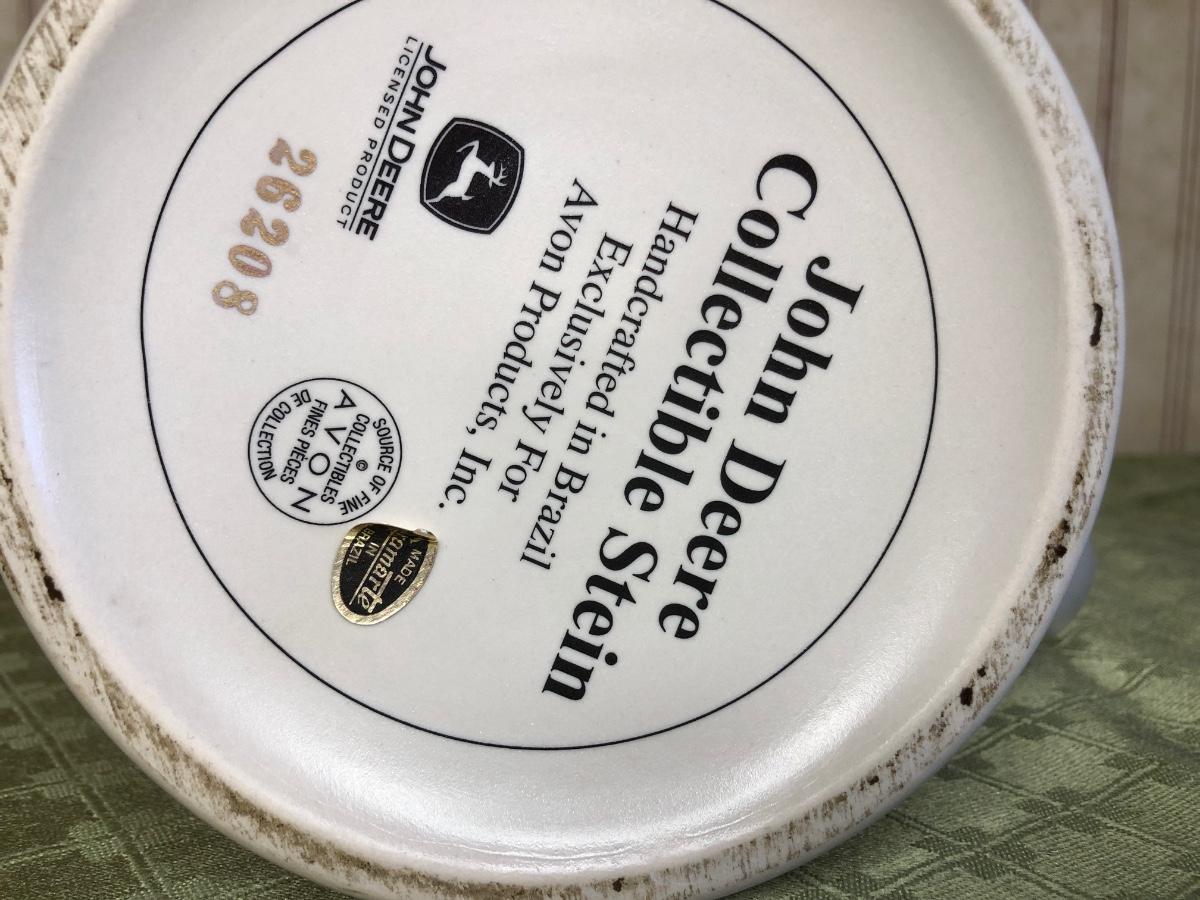 John Deere
Collectible Stein
Handcrafted in Brazil
Exclusively For
Avon Products, Inc.
JOHN DEERE
LICENSED PRODUCT
26208
SOURCE OF FINE
COLLECTIBLES
©
AVON
FINES PIÈCES
DE COLLECTION
MADE
IN
BRAZIL